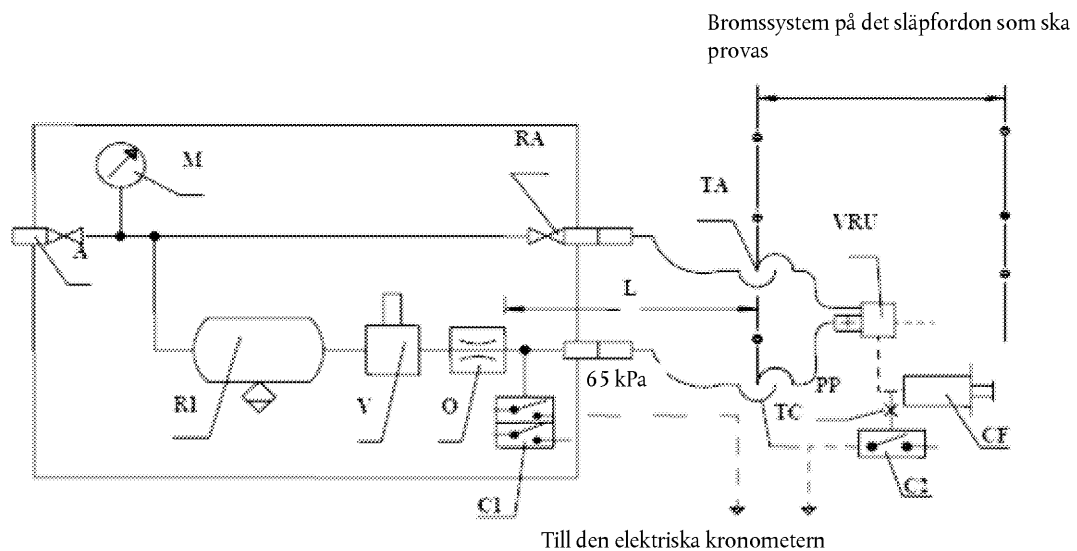 Bromssystem på det släpfordon som ska
provas
M
RA
TA
VRU
A
L
65 kPa
PP
R1
V
O
TC
CF
C1
C2
Till den elektriska kronometern